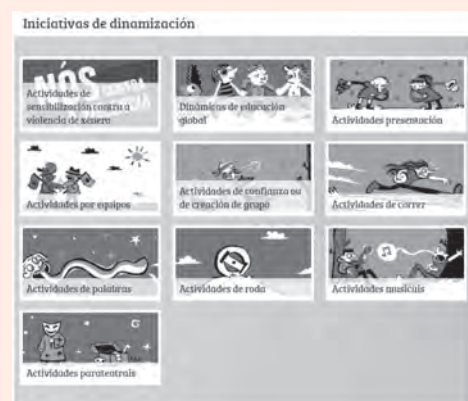 Iniciativas de dinamización
Actividades de
sensibilización contra a
violencia de xénero
NÓS
Dinámicas de educación
global
Actividades presentación
Actividades por equipos
Actividades de confianza ou
de creación de grupo
Actividades de correr
Actividades de palabras
Actividades de roda
Actividades musicais
Actividades parateatrais